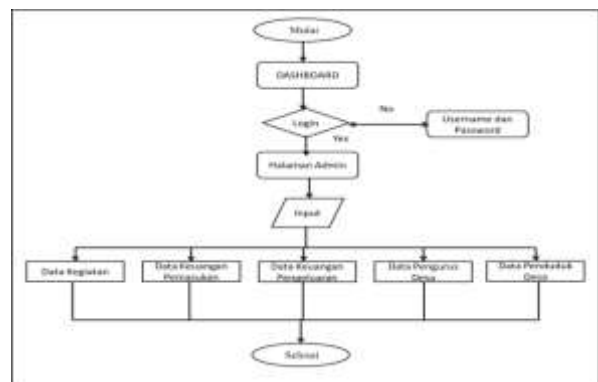 Mulai
DASHBOARD
Login
No
Username dan
Password
Yes
Halaman Admin
Input
Data Kegiatan
Data Keuangan
Pemasukan
Data Keuangan
Pengeluaran
Data Pengurus
Desa
Data Penduduk
Desa
Selesai